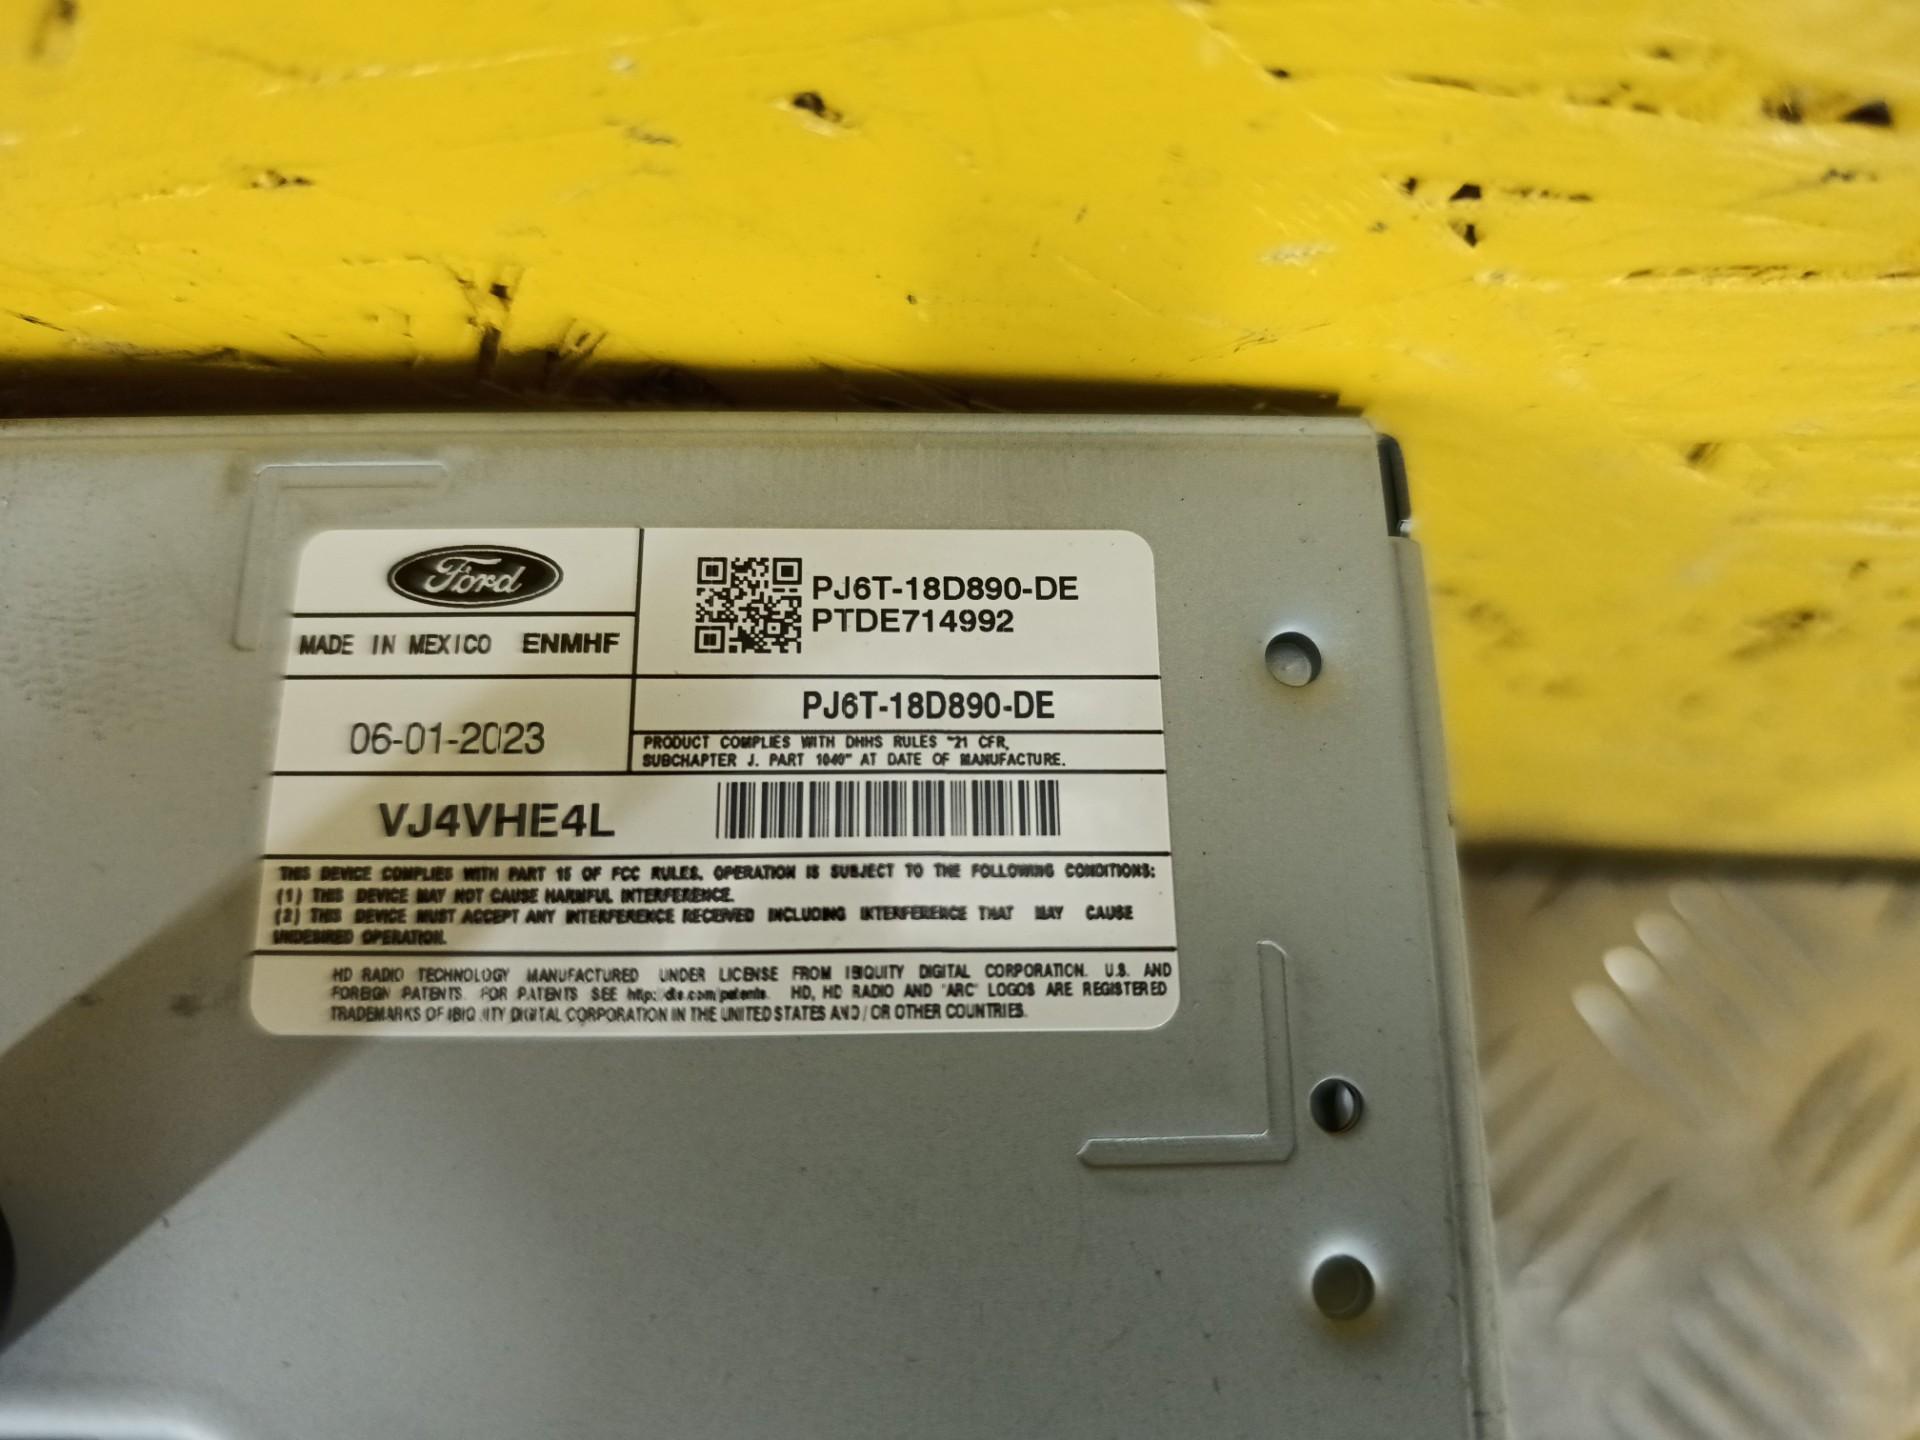 Ford
MADE IN MEXICO ENMHF
PJ6T-18D890-DE
PTDE714992
06-01-2023
PJ6T-18D890-DE
PRODUCT COMPLIES WITH DHHS RULES "21 CFR,
SUBCHAPTER J. PART 1040" AT DATE OF MANUFACTURE.
VJ4VHE4L
THIS DEVICE COMPLIES WITH PART 15 OF FCC RULES. OPERATION IS SUBJECT TO THE FOLLOWING CONDITIONS:
(1) THIS DEVICE MAY NOT CAUSE HARMFUL INTERFERENCE.
(2) THIS DEVICE MUST ACCEPT ANY INTERFERENCE RECEIVED INCLUDING INTERFERENCE THAT MAY CAUSE
UNDESIRED OPERATION.
HD RADIO TECHNOLOGY MANUFACTURED UNDER LICENSE FROM IBIQUITY DIGITAL CORPORATION. U.S. AND
FOREIGN PATENTS. FOR PATENTS SEE http://dts.com/patents. HD, HD RADIO AND "ARC" LOGOS ARE REGISTERED
TRADEMARKS OF IBIQUITY DIGITAL CORPORATION IN THE UNITED STATES AND/OR OTHER COUNTRIES.